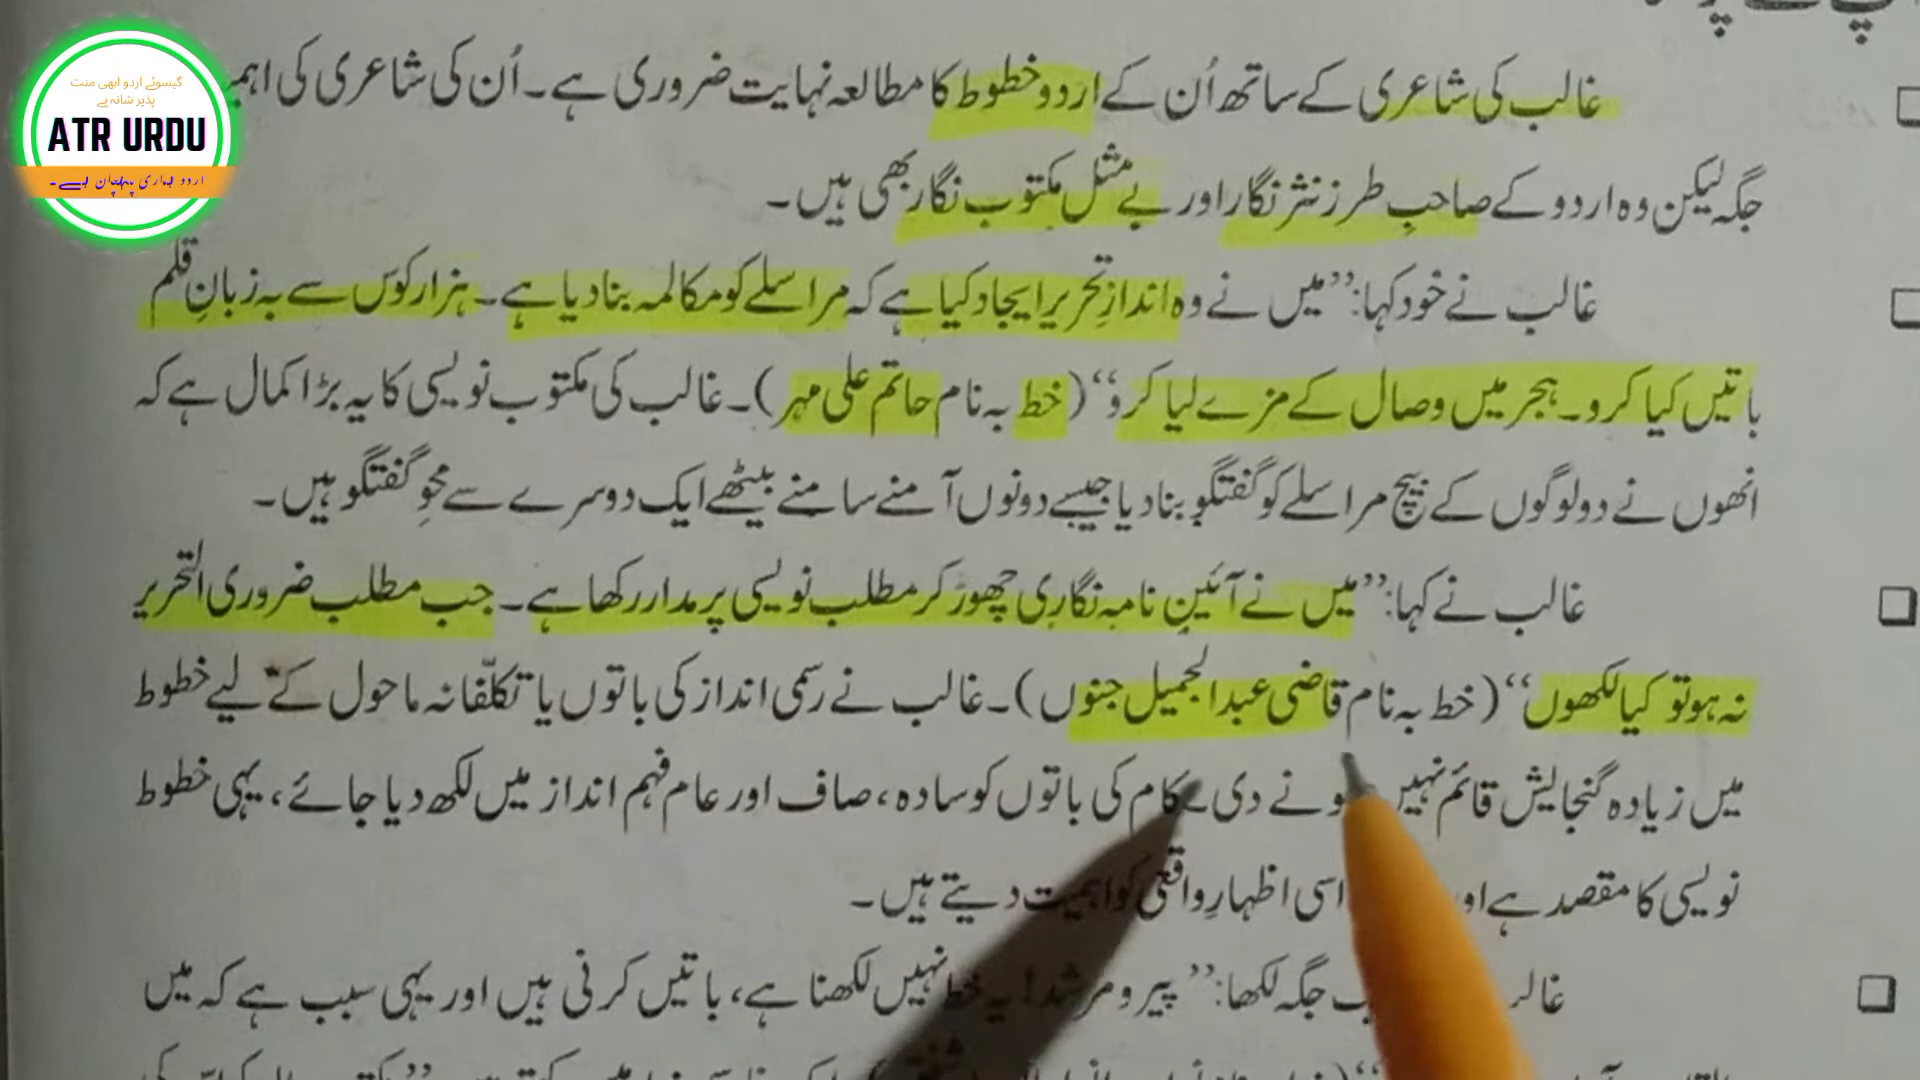 گیسوئے اردو ابھی منت
پذیر شانہ ہے
ATR URDU
اردو ہماری پہچان ہے۔
غالب کی شاعری کے ساتھ اُن کے اردو خطوط کا مطالعہ نہایت ضروری ہے۔ اُن کی شاعری کی
جگہ لیکن وہ اردو کے صاحبِ طرز نثر نگار اور بے مثل مکتوب نگار بھی ہیں۔
غالب نے خود کہا: ’’میں نے وہ اندازِ تحریر ایجاد کیا ہے کہ مراسلے کو مکالمہ بنا دیا ہے۔ ہزار کوس سے بہ زبانِ قلم
باتیں کیا کرو۔ ہجر میں وصال کے مزے لیا کرو‘‘ (خط بہ نام حاتم علی مہر)۔ غالب کی مکتوب نویسی کا یہ بڑا کمال ہے کہ
انھوں نے دو لوگوں کے بیچ مراسلے کو گفتگو بنا دیا جیسے دونوں آمنے سامنے بیٹھے ایک دوسرے سے محوِ گفتگو ہیں۔
غالب نے کہا: ’’میں نے آئینِ نامہ نگاری چھوڑ کر مطلب نویسی پر مدار رکھا ہے۔ جب مطلب ضروری التحریر
نہ ہو تو کیا لکھوں‘‘ (خط بہ نام قاضی عبدالجمیل جنوں)۔ غالب نے رسمی انداز کی باتوں یا تکلّفانہ ماحول کے لیے خطوط
میں زیادہ گنجایش قائم نہیں ہونے دی۔ کام کی باتوں کو سادہ، صاف اور عام فہم انداز میں لکھ دیا جائے، یہی خطوط
نویسی کا مقصد ہے اسی اظہارِ واقعی کو اہمیت دیتے ہیں۔
جگہ لکھا: ’’پیر و مرشد! یہ خط نہیں لکھنا ہے، باتیں کرنی ہیں اور یہی سبب ہے کہ میں